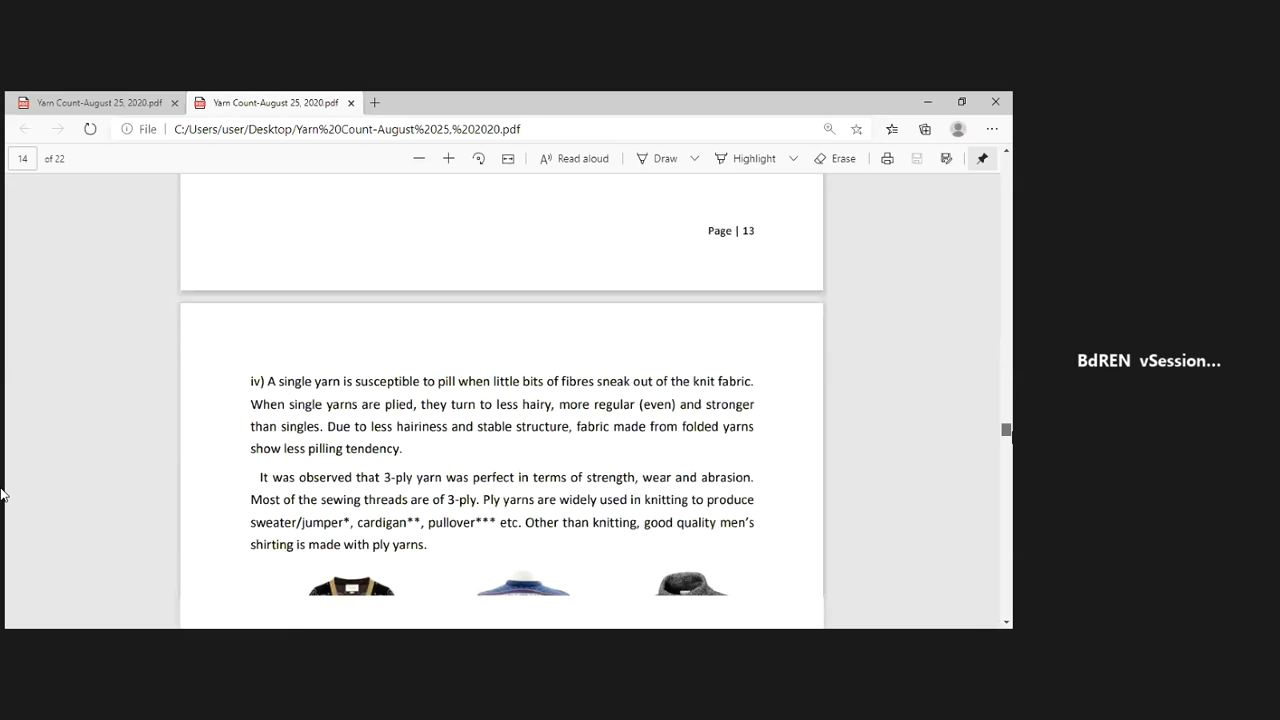 Yarn Count-August 25, 2020.pdf
Yarn Count-August 25, 2020.pdf
File
C:/Users/user/Desktop/Yarn%20Count-August%2025,%202020.pdf
14 of 22
Read aloud
Draw
Highlight
Erase
Page | 13
iv) A single yarn is susceptible to pill when little bits of fibres sneak out of the knit fabric.
When single yarns are plied, they turn to less hairy, more regular (even) and stronger
than singles. Due to less hairiness and stable structure, fabric made from folded yarns
show less pilling tendency.
It was observed that 3-ply yarn was perfect in terms of strength, wear and abrasion.
Most of the sewing threads are of 3-ply. Ply yarns are widely used in knitting to produce
sweater/jumper*, cardigan**, pullover*** etc. Other than knitting, good quality men's
shirting is made with ply yarns.
BdREN vSession...